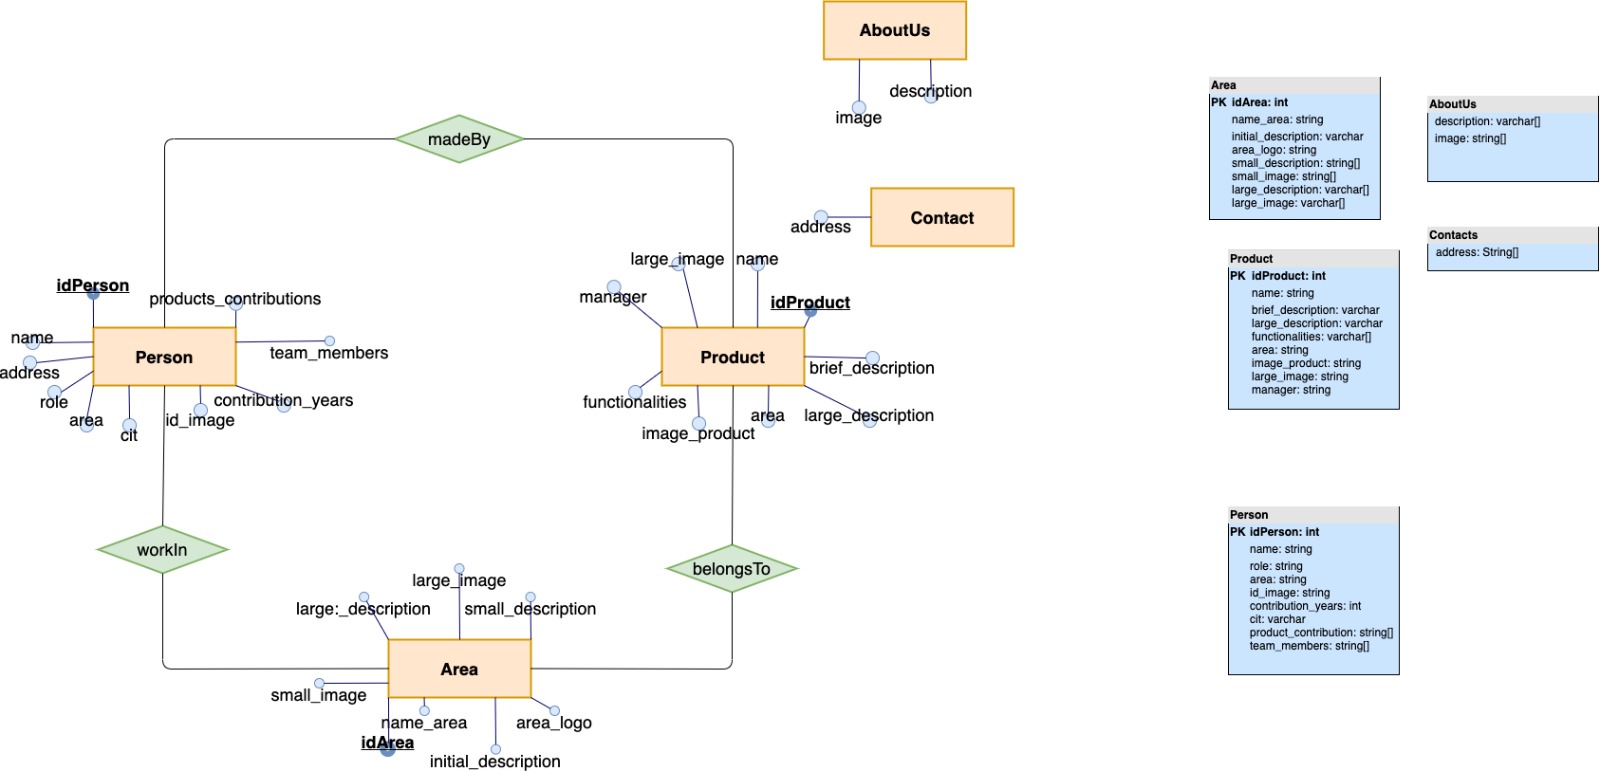 AboutUs
description
image
madeBy
Contact
address
large_image
name
manager
idProduct
idPerson
products_contributions
name
team_members
Person
Product
address
brief_description
role
contribution_years
functionalities
area
id_image
area
large_description
cit
image_product
workIn
belongsTo
large_image
large:_description
small_description
Area
small_image
name_area
area_logo
idArea
initial_description
Area
PK idArea: int
name_area: string
initial_description: varchar
area_logo: string
small_description: string[]
small_image: string[]
large_description: varchar[]
large_image: varchar[]
AboutUs
description: varchar[]
image: string[]
Contacts
address: String[]
Product
PK idProduct: int
name: string
brief_description: varchar
large_description: varchar
functionalities: varchar[]
area: string
image_product: string
large_image: string
manager: string
Person
PK idPerson: int
name: string
role: string
area: string
id_image: string
contribution_years: int
cit: varchar
product_contribution: string[]
team_members: string[]